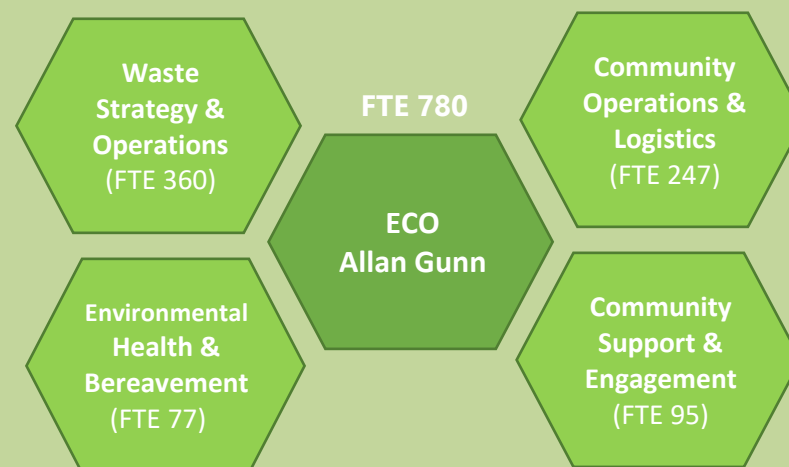 Waste
Strategy &
Operations
(FTE 360)
FTE 780
Community
Operations &
Logistics
(FTE 247)
ECO
Allan Gunn
Environmental
Health &
Bereavement
(FTE 77)
Community
Support &
Engagement
(FTE 95)